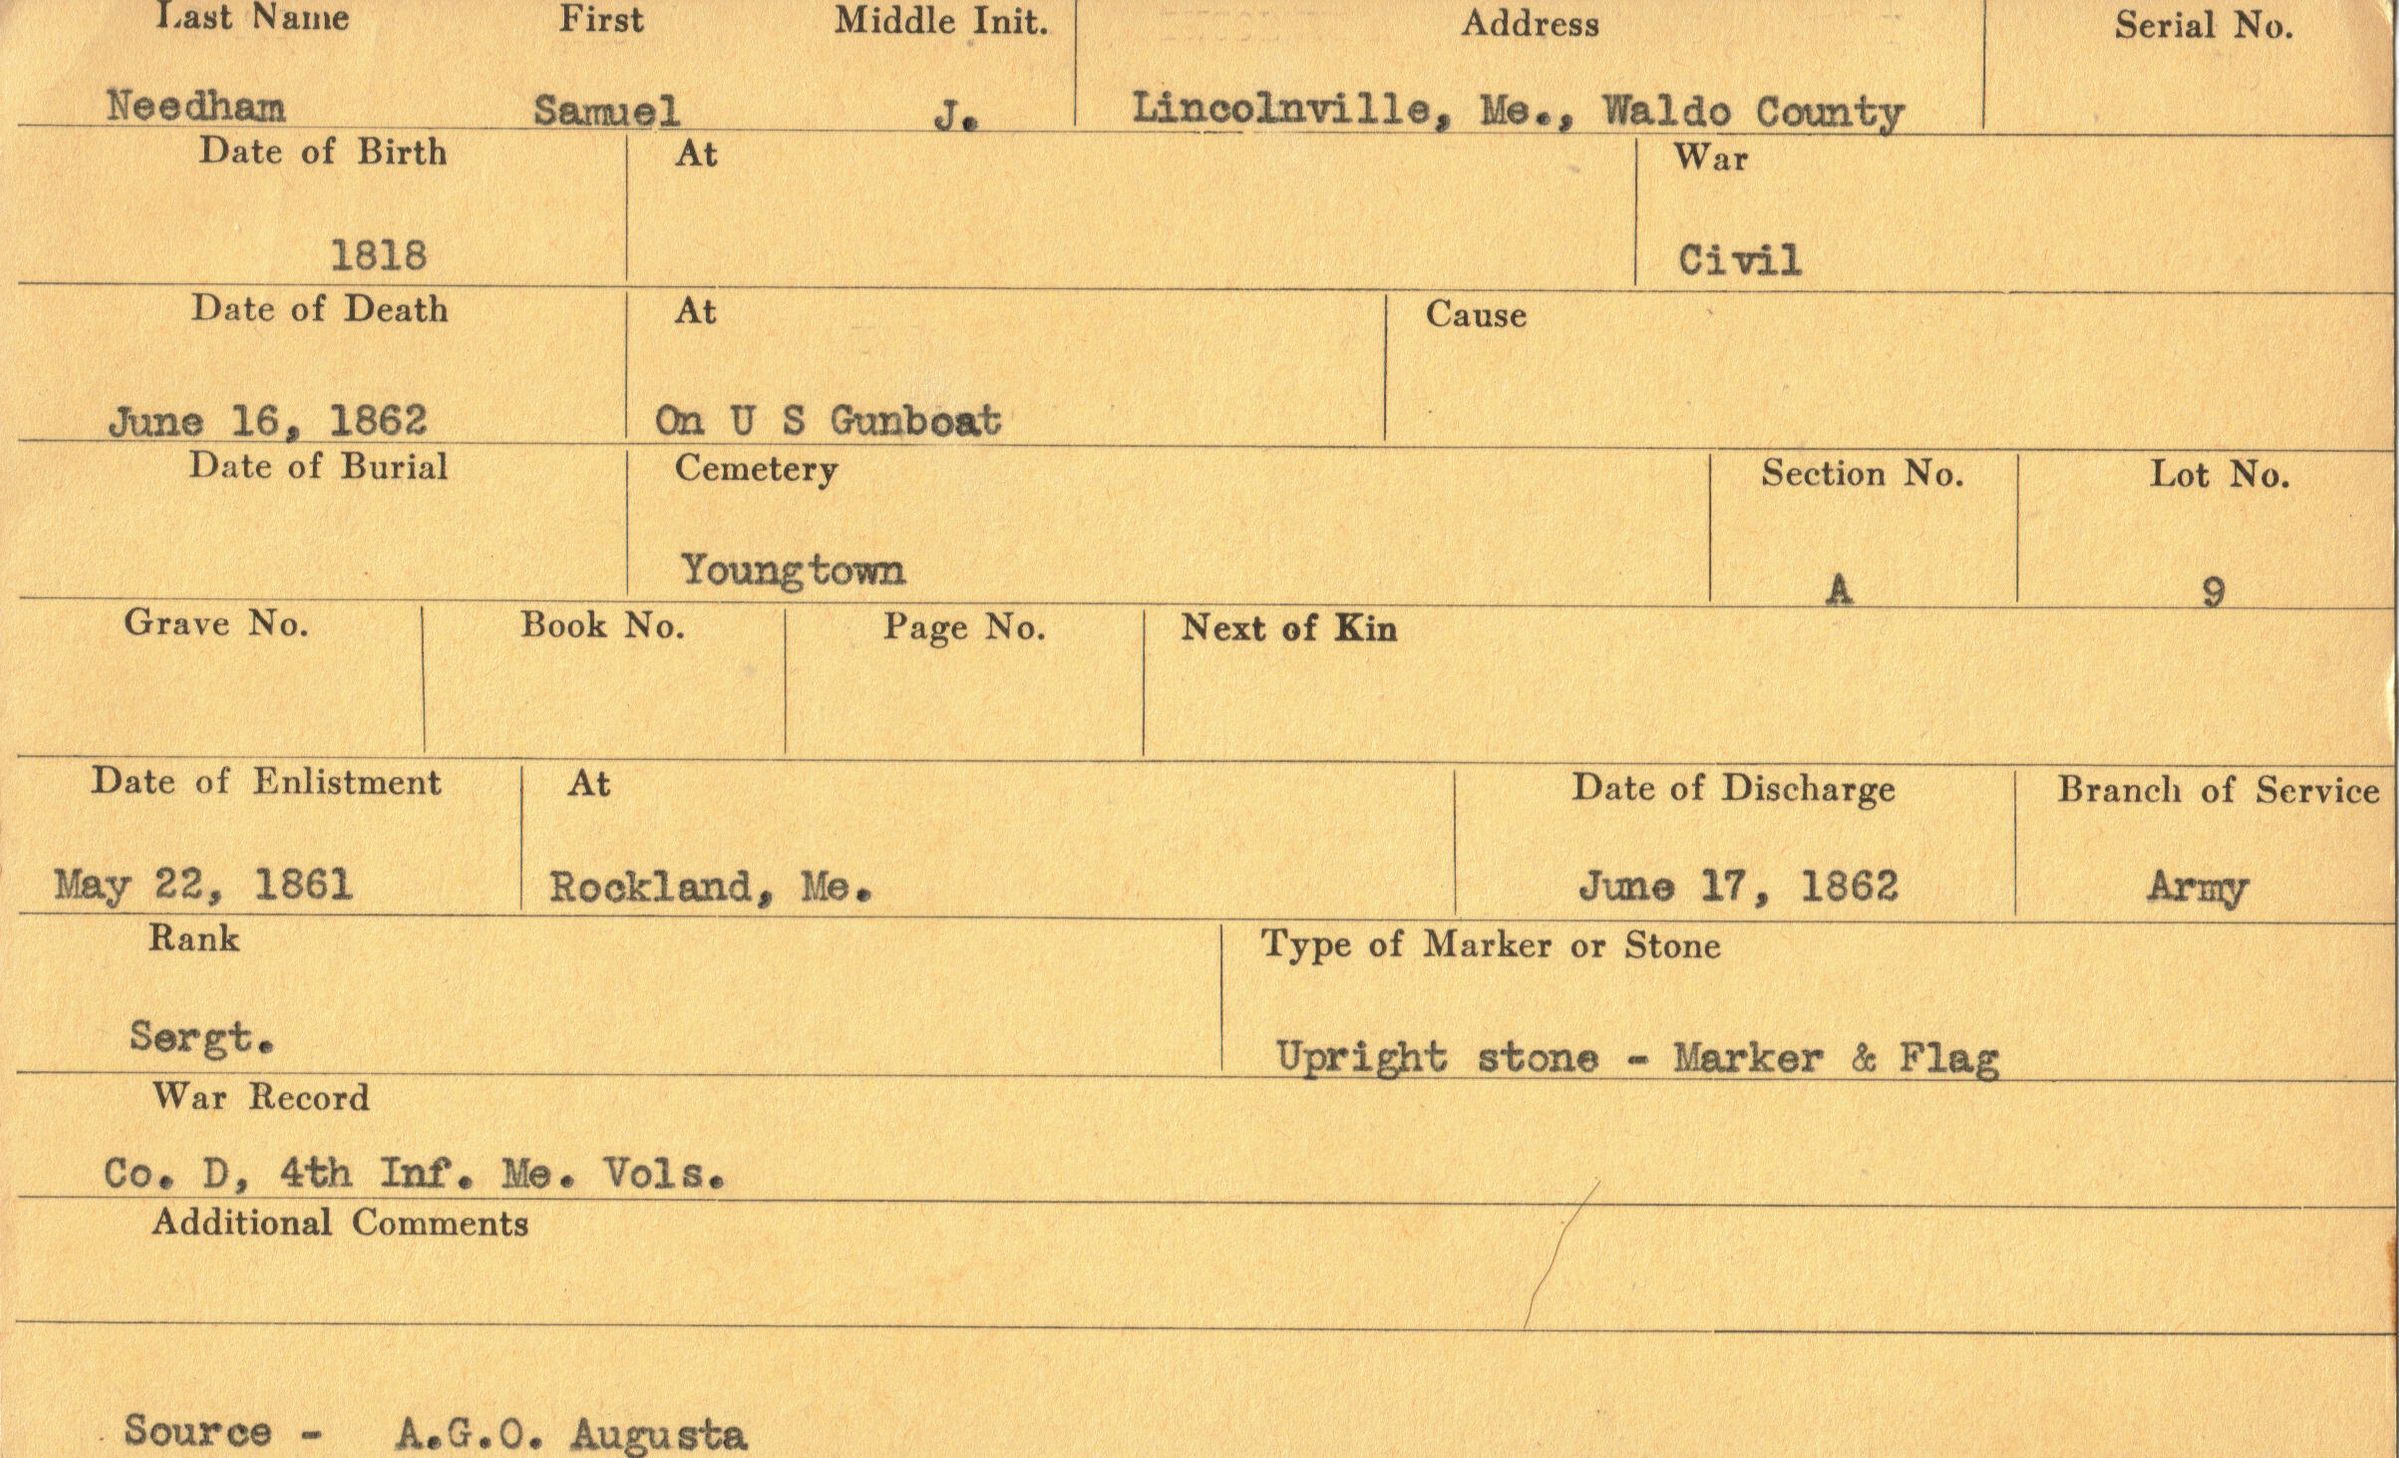 Last Name First Middle Init. Address Serial No.
Needham Samuel J. Lincolnville, Me., Waldo County
Date of Birth At War
1818 Civil
Date of Death At Cause
June 16, 1862 On U S Gunboat
Date of Burial Cemetery Section No. Lot No.
Youngtown A 9
Grave No. Book No. Page No. Next of Kin
Date of Enlistment At Date of Discharge Branch of Service
May 22, 1861 Rockland, Me. June 17, 1862 Army
Rank Type of Marker or Stone
Sergt. Upright stone - Marker & Flag
War Record
Co. D, 4th Inf. Me. Vols.
Additional Comments
Source - A.G.O. Augusta